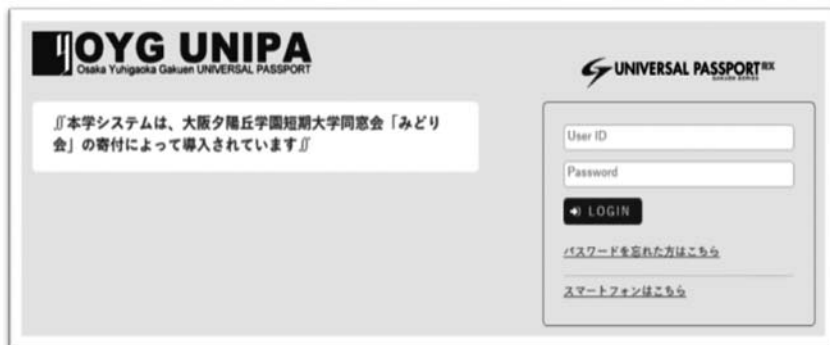 OYG UNIPA
Osaka Yuhigaoka Gakuen UNIVERSAL PASSPORT
UNIVERSAL PASSPORT RX
GAKUEN SERIES
∬本学システムは、大阪夕陽丘学園短期大学同窓会「みどり
会」の寄付によって導入されています∬
User ID
Password
LOGIN
パスワードを忘れた方はこちら
スマートフォンはこちら